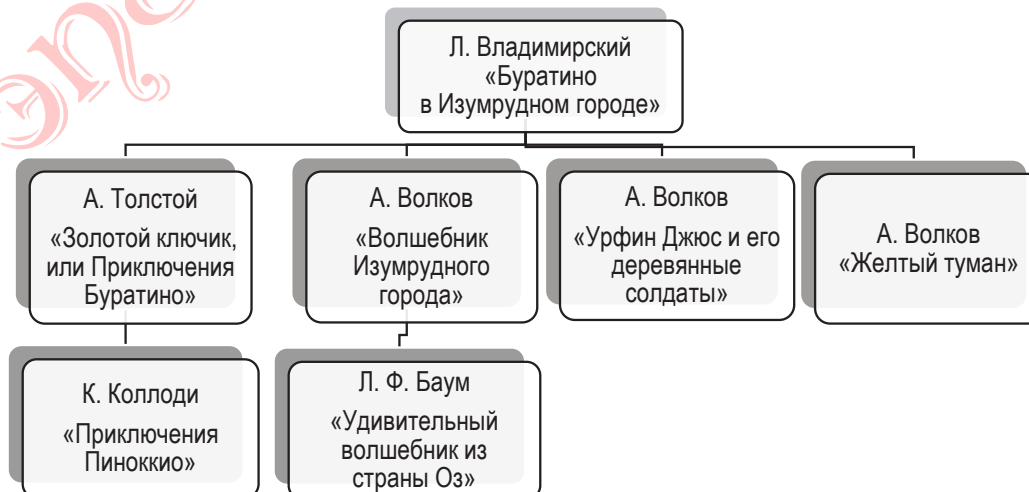 Л. Владимирский
«Буратино
в Изумрудном городе»
А. Толстой
«Золотой ключик,
или Приключения
Буратино»
А. Волков
«Волшебник
Изумрудного
города»
А. Волков
«Урфин Джюс и его
деревянные
солдаты»
А. Волков
«Желтый туман»
К. Коллоди
«Приключения
Пиноккио»
Л. Ф. Баум
«Удивительный
волшебник из
страны Оз»